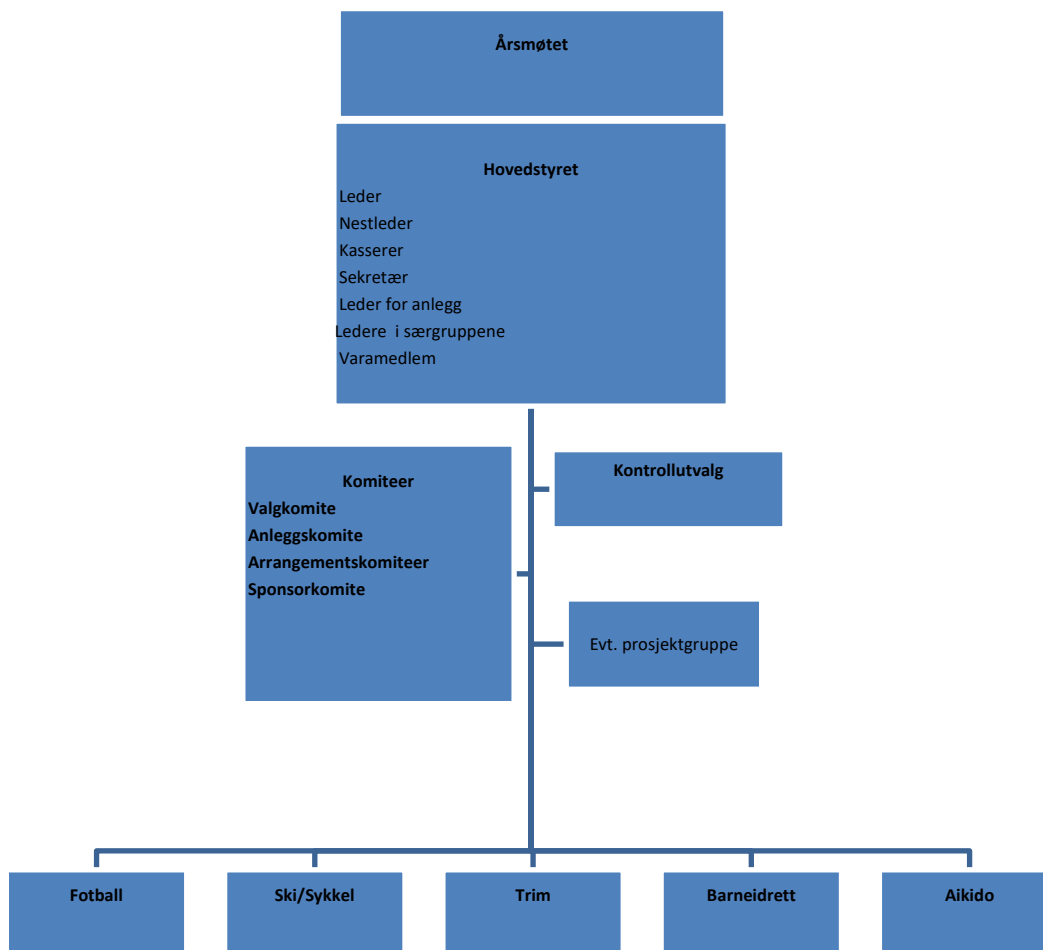 Årsmøtet
Hovedstyret
Leder
Nestleder
Kasserer
Sekretær
Leder for anlegg
Ledere i særgruppene
Varamedlem
Komiteer
Valgkomite
Anleggskomite
Arrangementskomiteer
Sponsorkomite
Kontrollutvalg
Evt. prosjektgruppe
Fotball
Ski/Sykkel
Trim
Barneidrett
Aikido